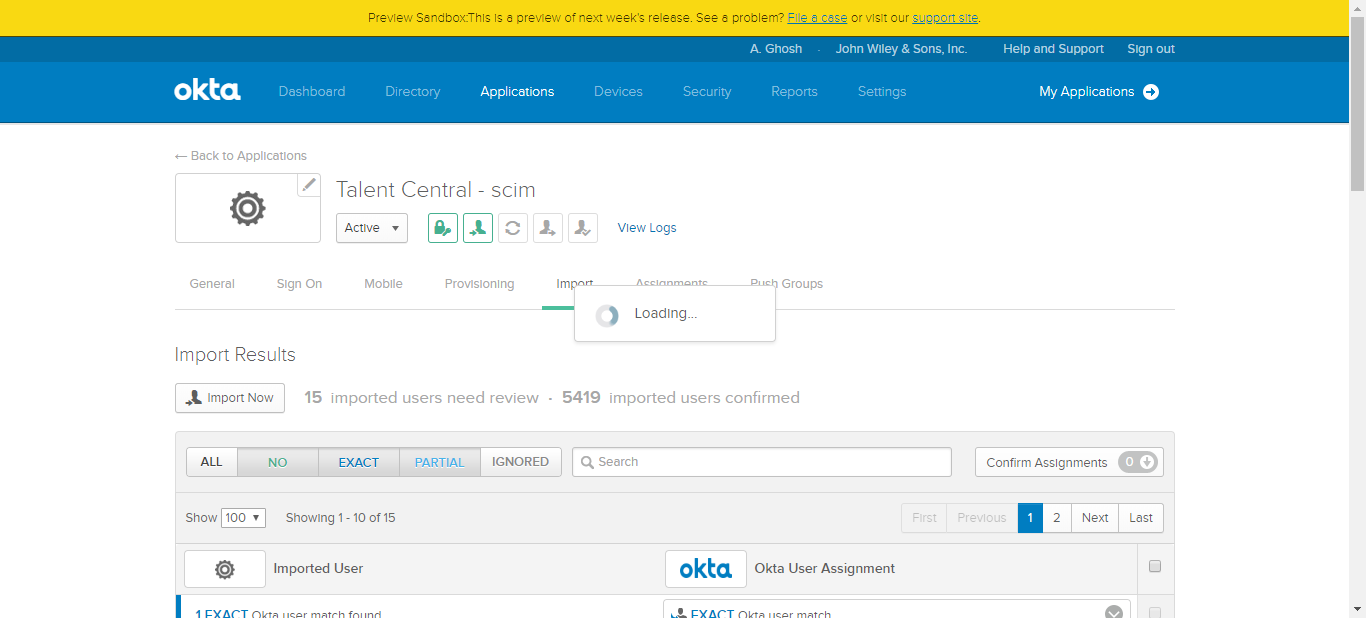 Preview Sandbox:This is a preview of next week's release. See a problem? File a case or visit our support site.
A. Ghosh · John Wiley & Sons, Inc. Help and Support Sign out
okta Dashboard Directory Applications Devices Security Reports Settings My Applications
← Back to Applications
Talent Central - scim
Active View Logs
General Sign On Mobile Provisioning Import Assignments Push Groups
Loading...
Import Results
Import Now 15 imported users need review · 5419 imported users confirmed
ALL NO EXACT PARTIAL IGNORED Search Confirm Assignments 0
Show 100 Showing 1 - 10 of 15 First Previous 1 2 Next Last
Imported User okta Okta User Assignment
1 EXACT Okta user match found EXACT Okta user match